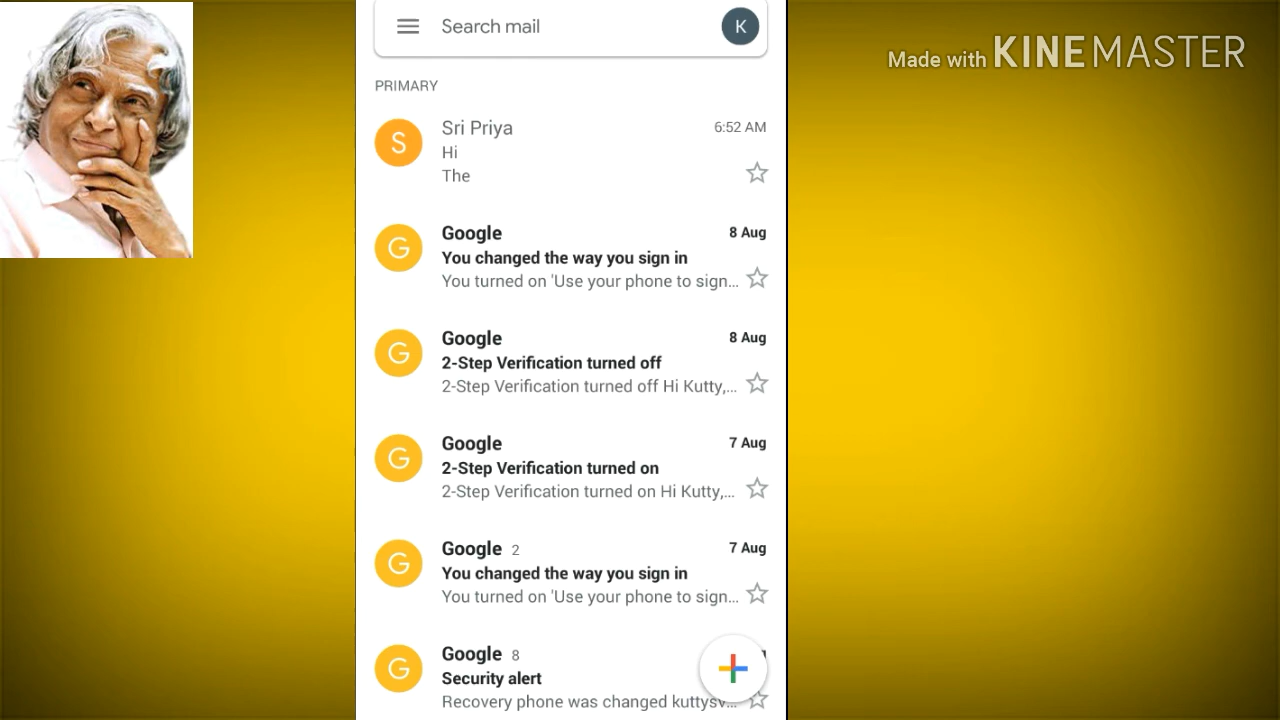 Search mail
K
Made with KINEMASTER
PRIMARY
S
Sri Priya
6:52 AM
Hi
The
G
Google
8 Aug
You changed the way you sign in
You turned on 'Use your phone to sign...
G
Google
8 Aug
2-Step Verification turned off
2-Step Verification turned off Hi Kutty,...
G
Google
7 Aug
2-Step Verification turned on
2-Step Verification turned on Hi Kutty,...
G
Google 2
7 Aug
You changed the way you sign in
You turned on 'Use your phone to sign...
G
Google 8
Security alert
Recovery phone was changed kuttysv...